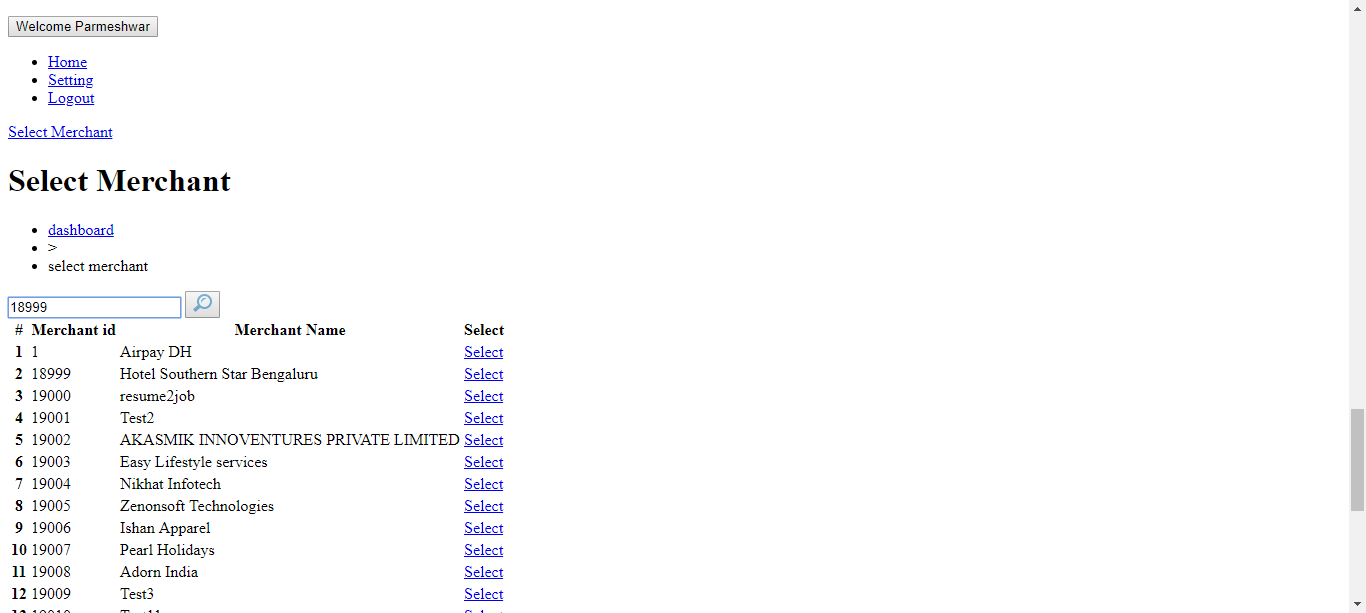 Welcome Parmeshwar
Home
Setting
Logout
Select Merchant
Select Merchant
dashboard
>
select merchant
18999
# Merchant id Merchant Name Select
1 1 Airpay DH Select
2 18999 Hotel Southern Star Bengaluru Select
3 19000 resume2job Select
4 19001 Test2 Select
5 19002 AKASMIK INNOVENTURES PRIVATE LIMITED Select
6 19003 Easy Lifestyle services Select
7 19004 Nikhat Infotech Select
8 19005 Zenonsoft Technologies Select
9 19006 Ishan Apparel Select
10 19007 Pearl Holidays Select
11 19008 Adorn India Select
12 19009 Test3 Select